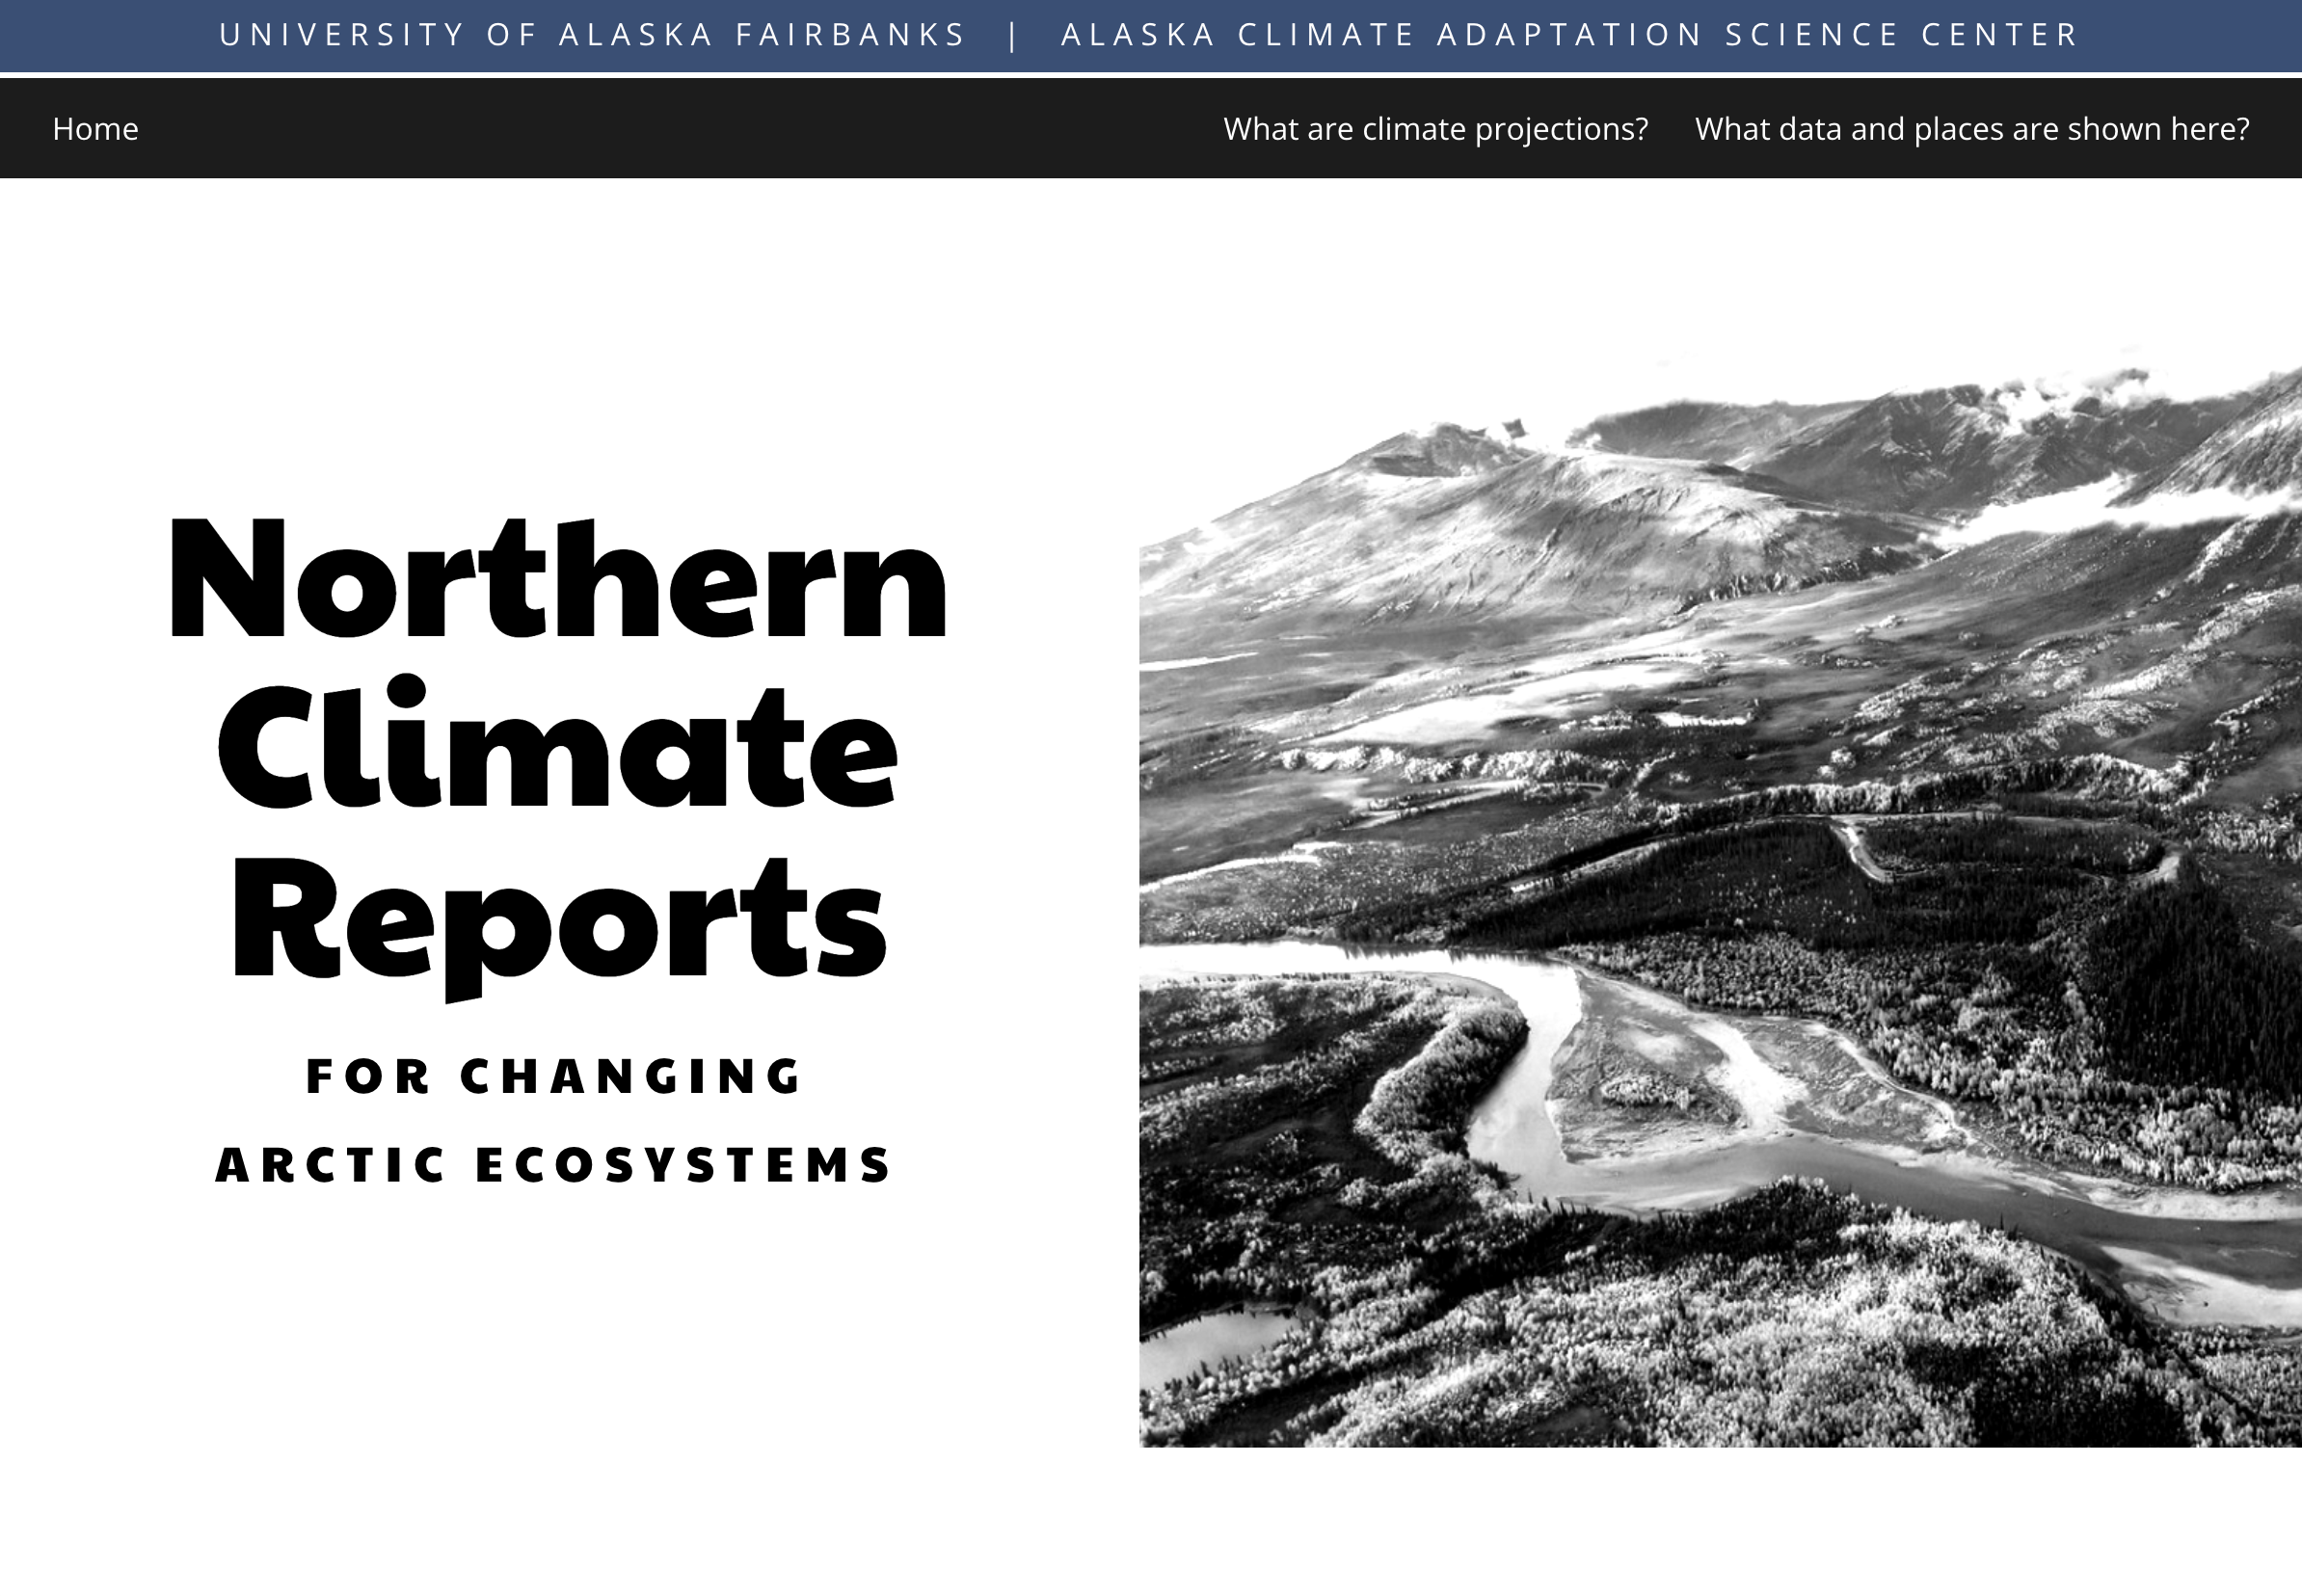 UNIVERSITY OF ALASKA FAIRBANKS | ALASKA CLIMATE ADAPTATION SCIENCE CENTER
Home What are climate projections? What data and places are shown here?
Northern
Climate
Reports
FOR CHANGING
ARCTIC ECOSYSTEMS